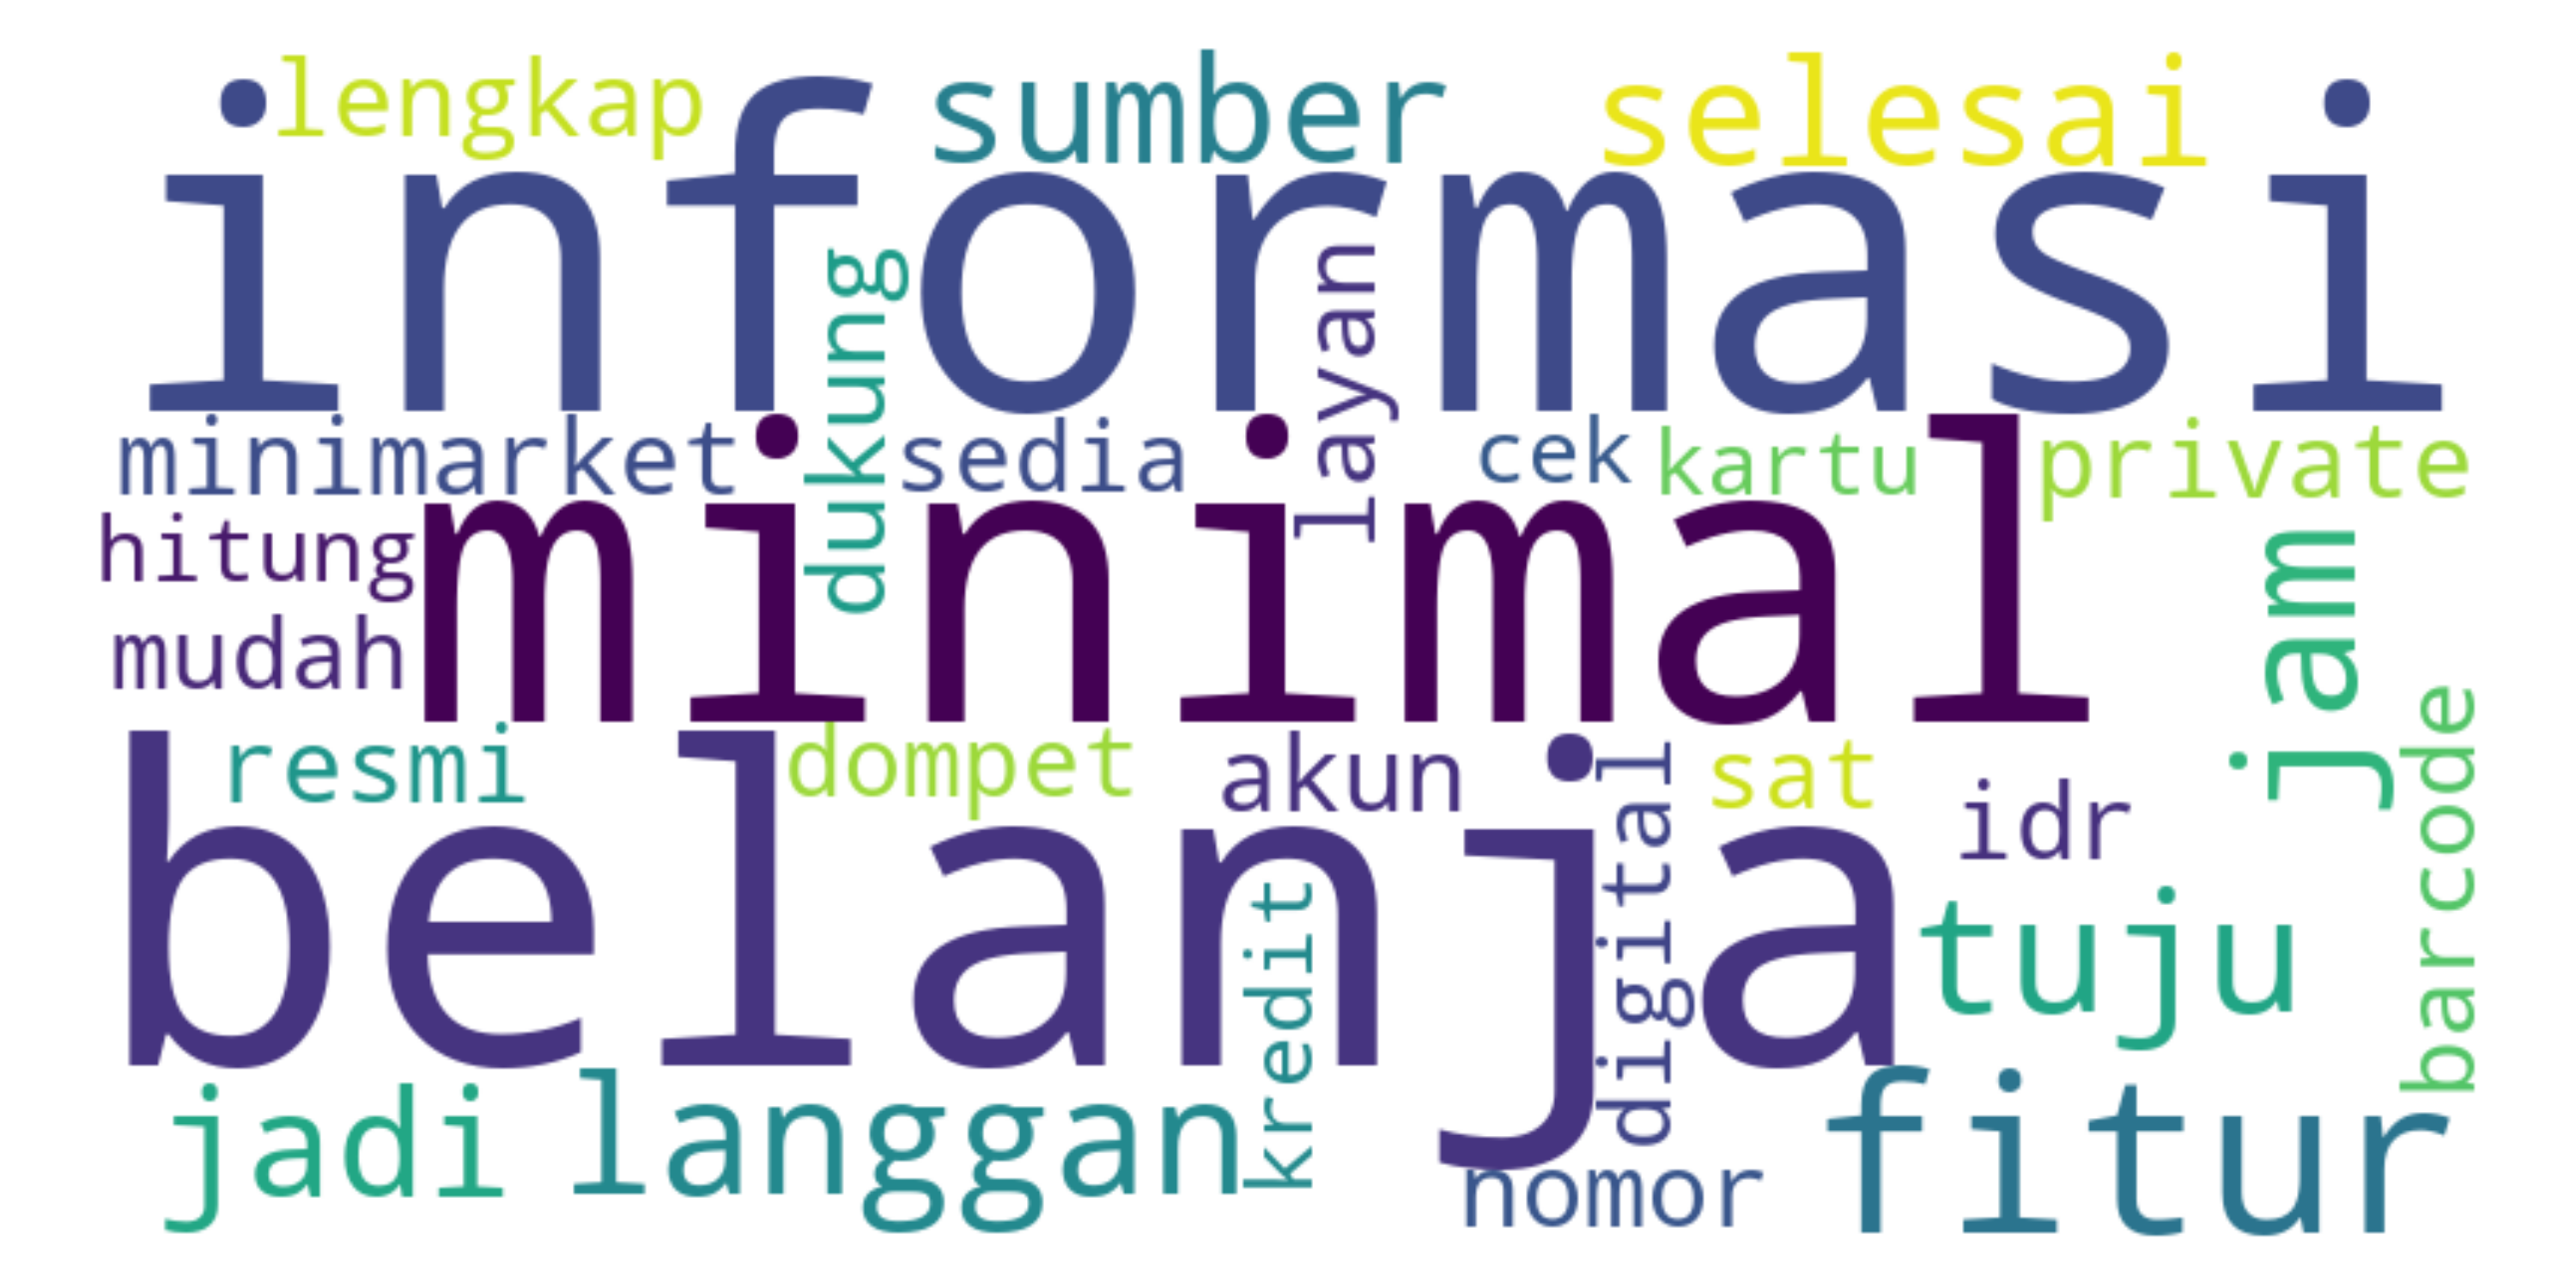 lengkap
sumber
selesai
informasi
dukung
layan
minimarket
sedia
cek
kartu
private
hitung
minimal
mudah
jam
resmi
dompet
akun
digital
sat
idr
barcode
belanja
kredit
tuju
jadi
langgan
nomor
fitur